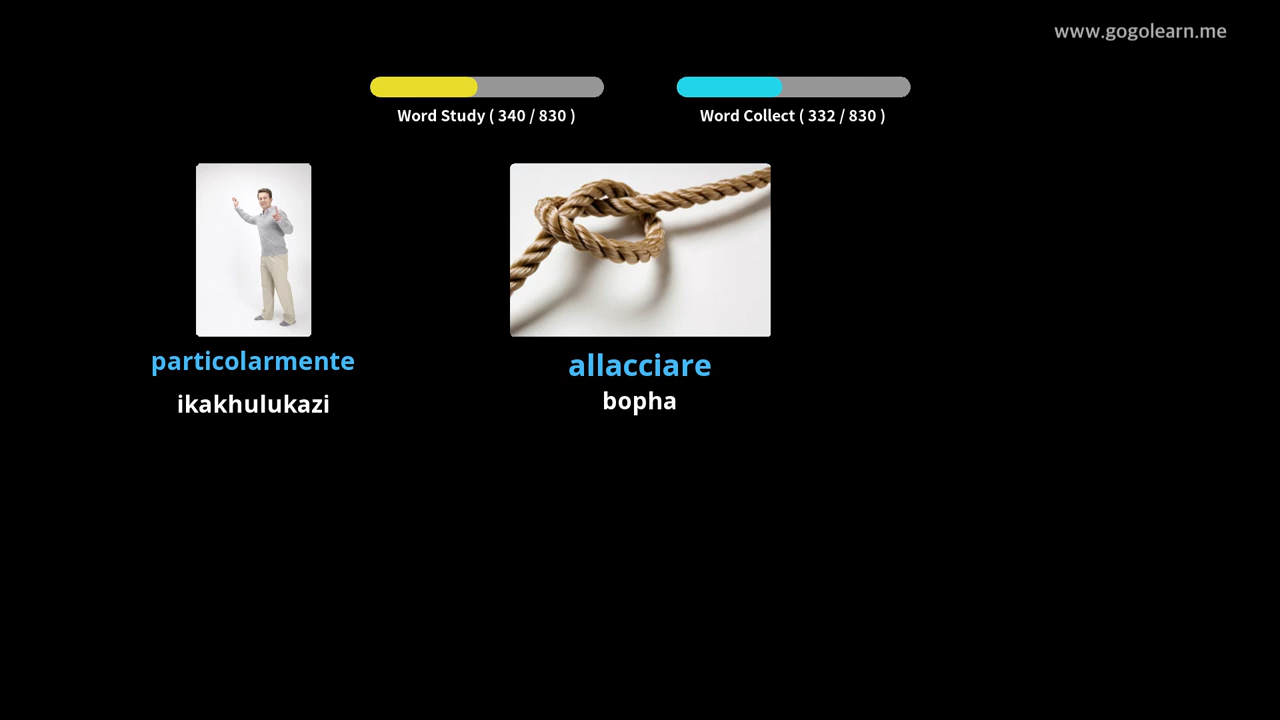 www.gogolearn.me
Word Study ( 340 / 830 )
Word Collect ( 332 / 830 )
particolarmente
ikakhulukazi
allacciare
bopha